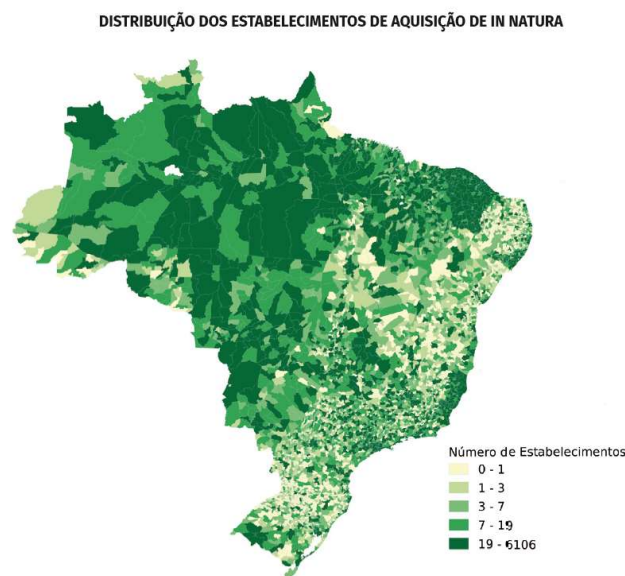 DISTRIBUIÇÃO DOS ESTABELECIMENTOS DE AQUISIÇÃO DE IN NATURA
Número de Estabelecimentos
0 - 1
1 - 3
3 - 7
7 - 19
19 - 6106